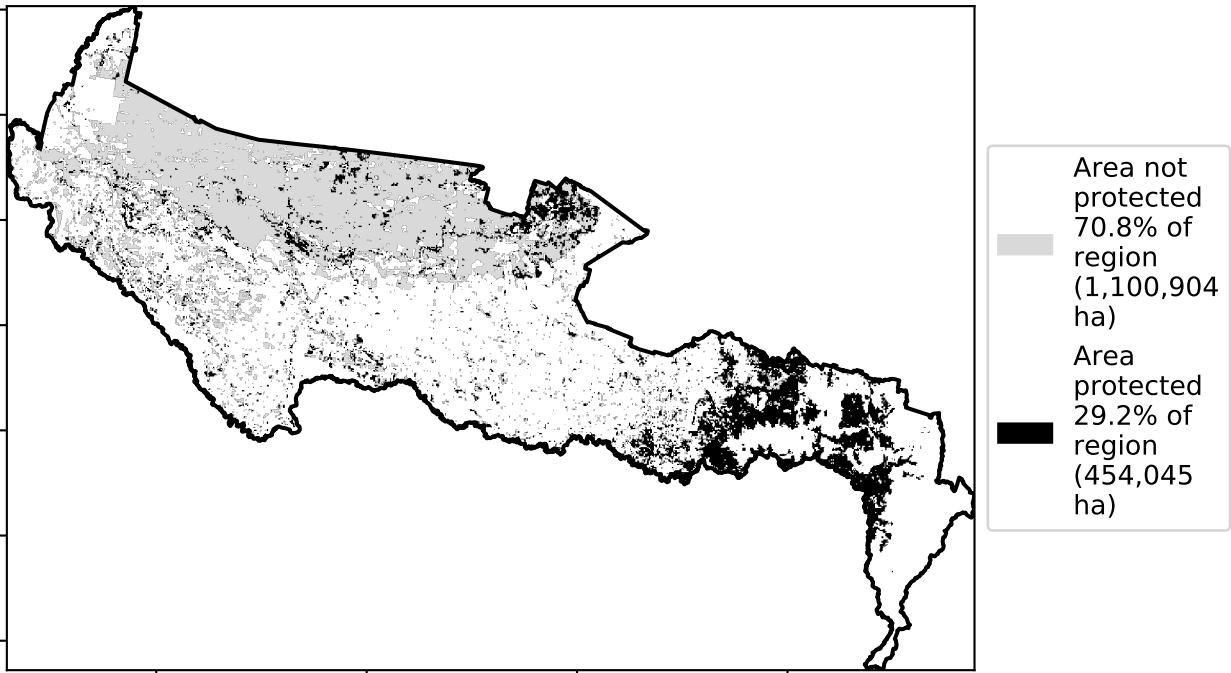 Area not
protected
70.8% of
region
(1,100,904
ha)
Area
protected
29.2% of
region
(454,045
ha)